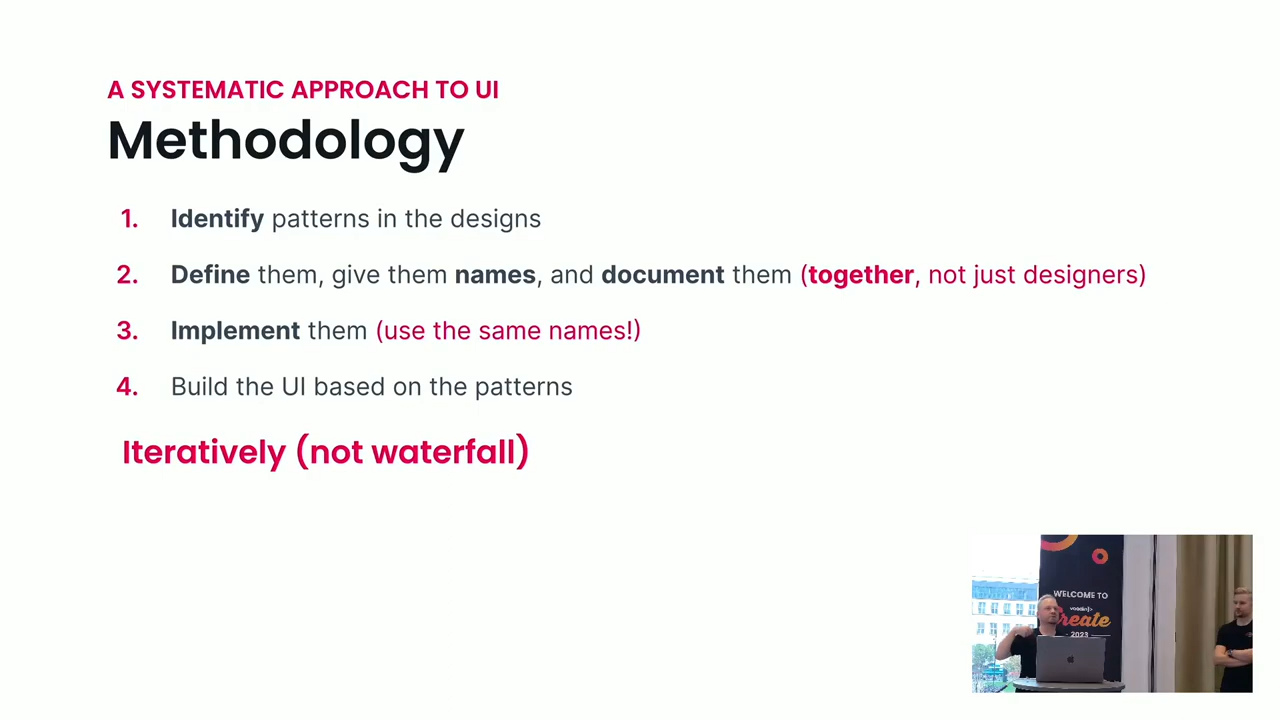 A SYSTEMATIC APPROACH TO UI
Methodology
1. Identify patterns in the designs
2. Define them, give them names, and document them (together, not just designers)
3. Implement them (use the same names!)
4. Build the UI based on the patterns
Iteratively (not waterfall)
WELCOME TO
vaadin}>
Create
2023